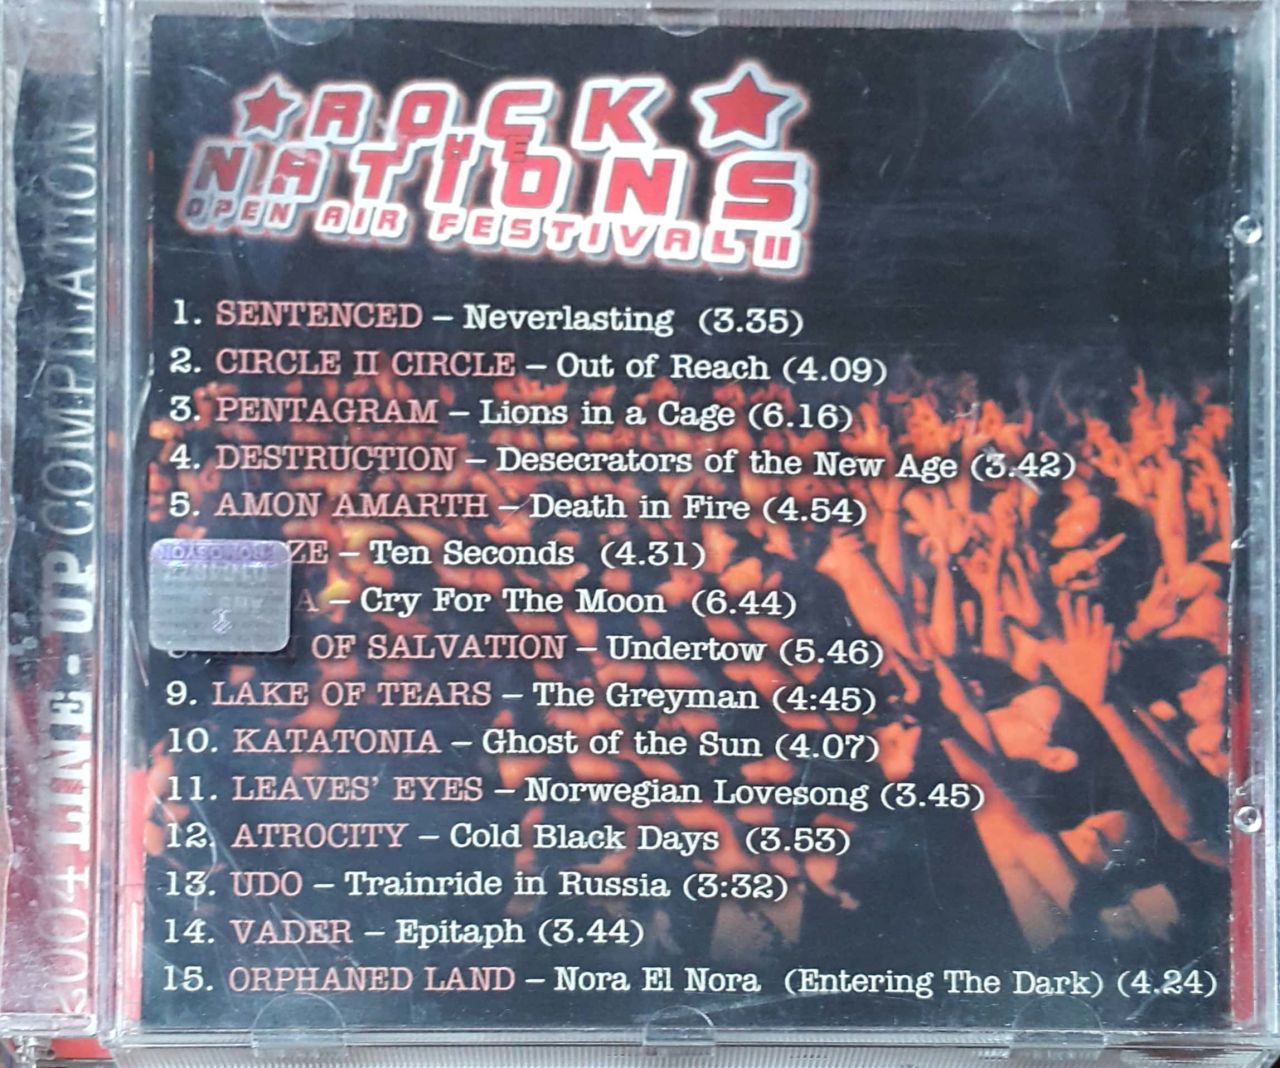 ROCK
THE
NATIONS
OPEN AIR FESTIVAL II
1. SENTENCED – Neverlasting (3.35)
2. CIRCLE II CIRCLE – Out of Reach (4.09)
3. PENTAGRAM – Lions in a Cage (6.16)
4. DESTRUCTION – Desecrators of the New Age (3.42)
5. AMON AMARTH – Death in Fire (4.54)
ZE – Ten Seconds (4.31)
A – Cry For The Moon (6.44)
OF SALVATION – Undertow (5.46)
9. LAKE OF TEARS – The Greyman (4:45)
10. KATATONIA – Ghost of the Sun (4.07)
11. LEAVES' EYES – Norwegian Lovesong (3.45)
12. ATROCITY – Cold Black Days (3.53)
13. UDO – Trainride in Russia (3:32)
14. VADER – Epitaph (3.44)
15. ORPHANED LAND – Nora El Nora (Entering The Dark) (4.24)
2004 LINE - UP COMPILATION